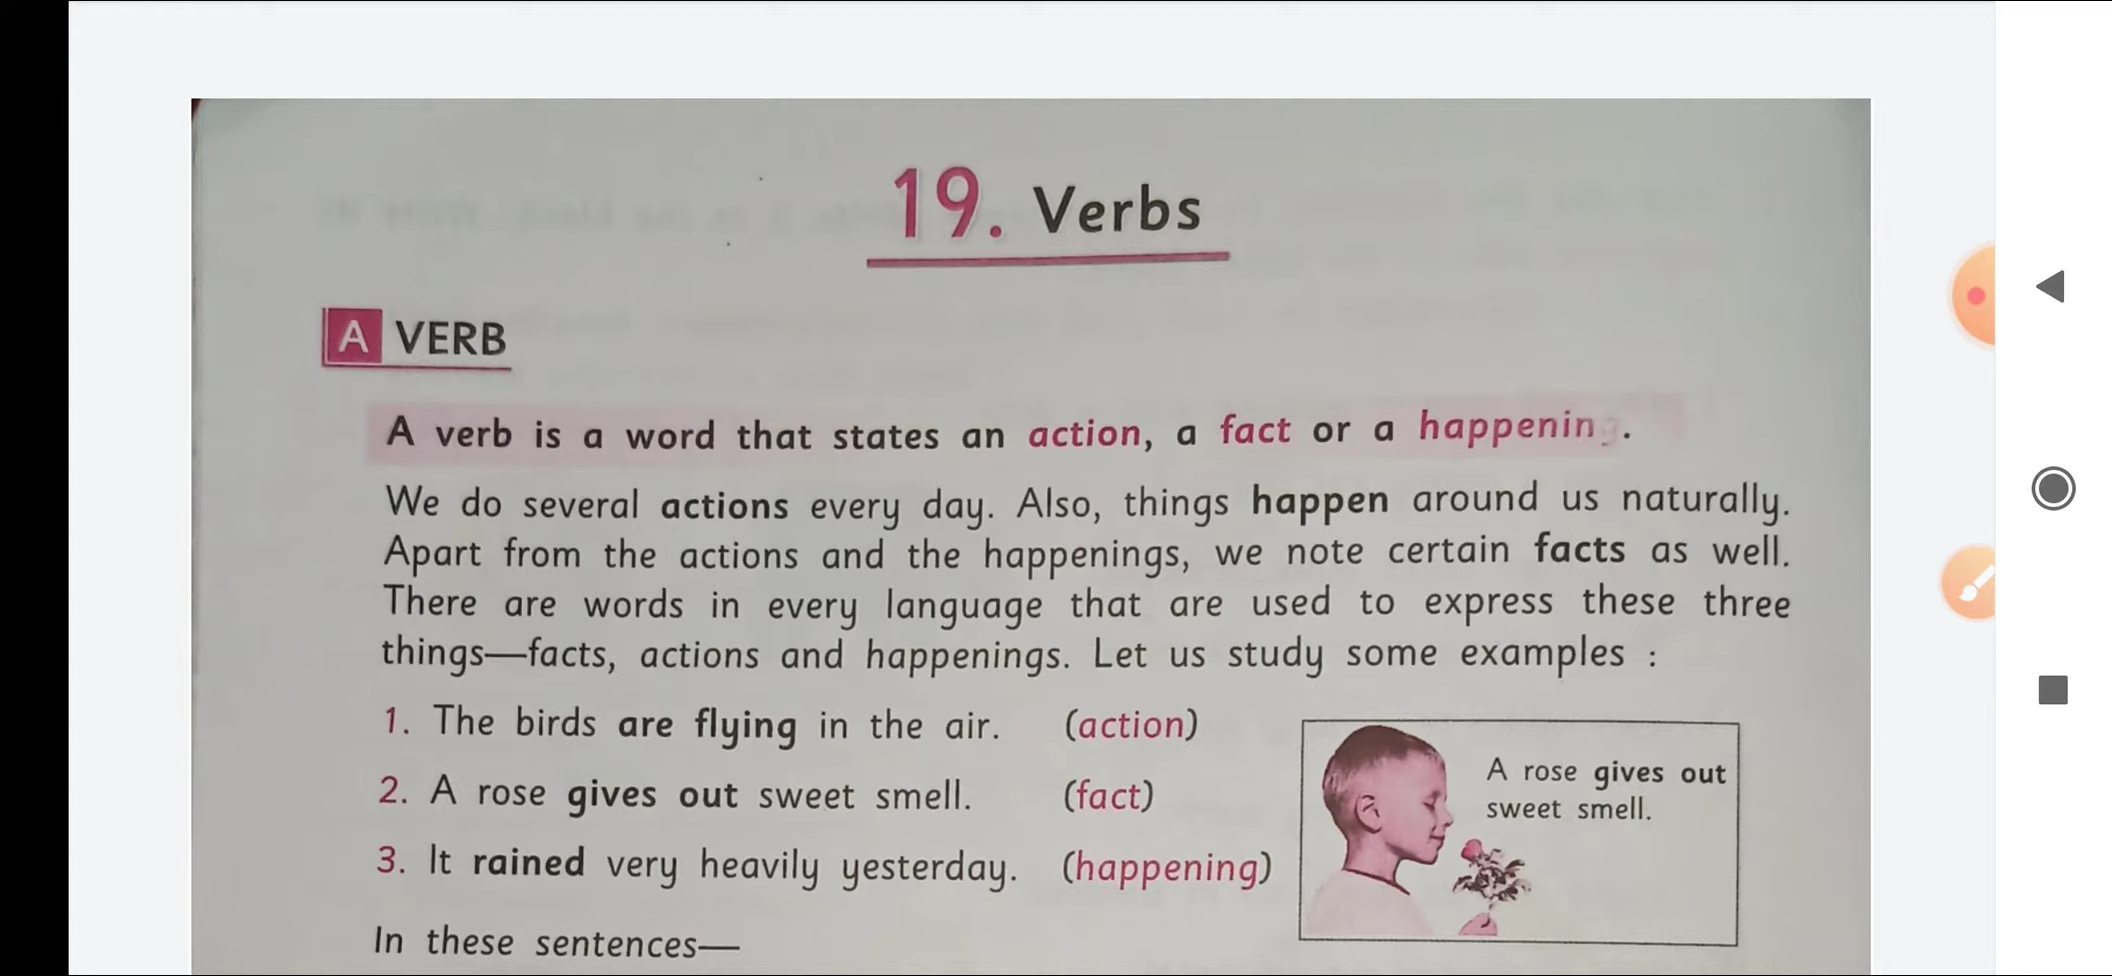 19. Verbs
A VERB
A verb is a word that states an action, a fact or a happening.
We do several actions every day. Also, things happen around us naturally.
Apart from the actions and the happenings, we note certain facts as well.
There are words in every language that are used to express these three
things—facts, actions and happenings. Let us study some examples :
1. The birds are flying in the air. (action)
2. A rose gives out sweet smell. (fact)
3. It rained very heavily yesterday. (happening)
A rose gives out
sweet smell.
In these sentences—